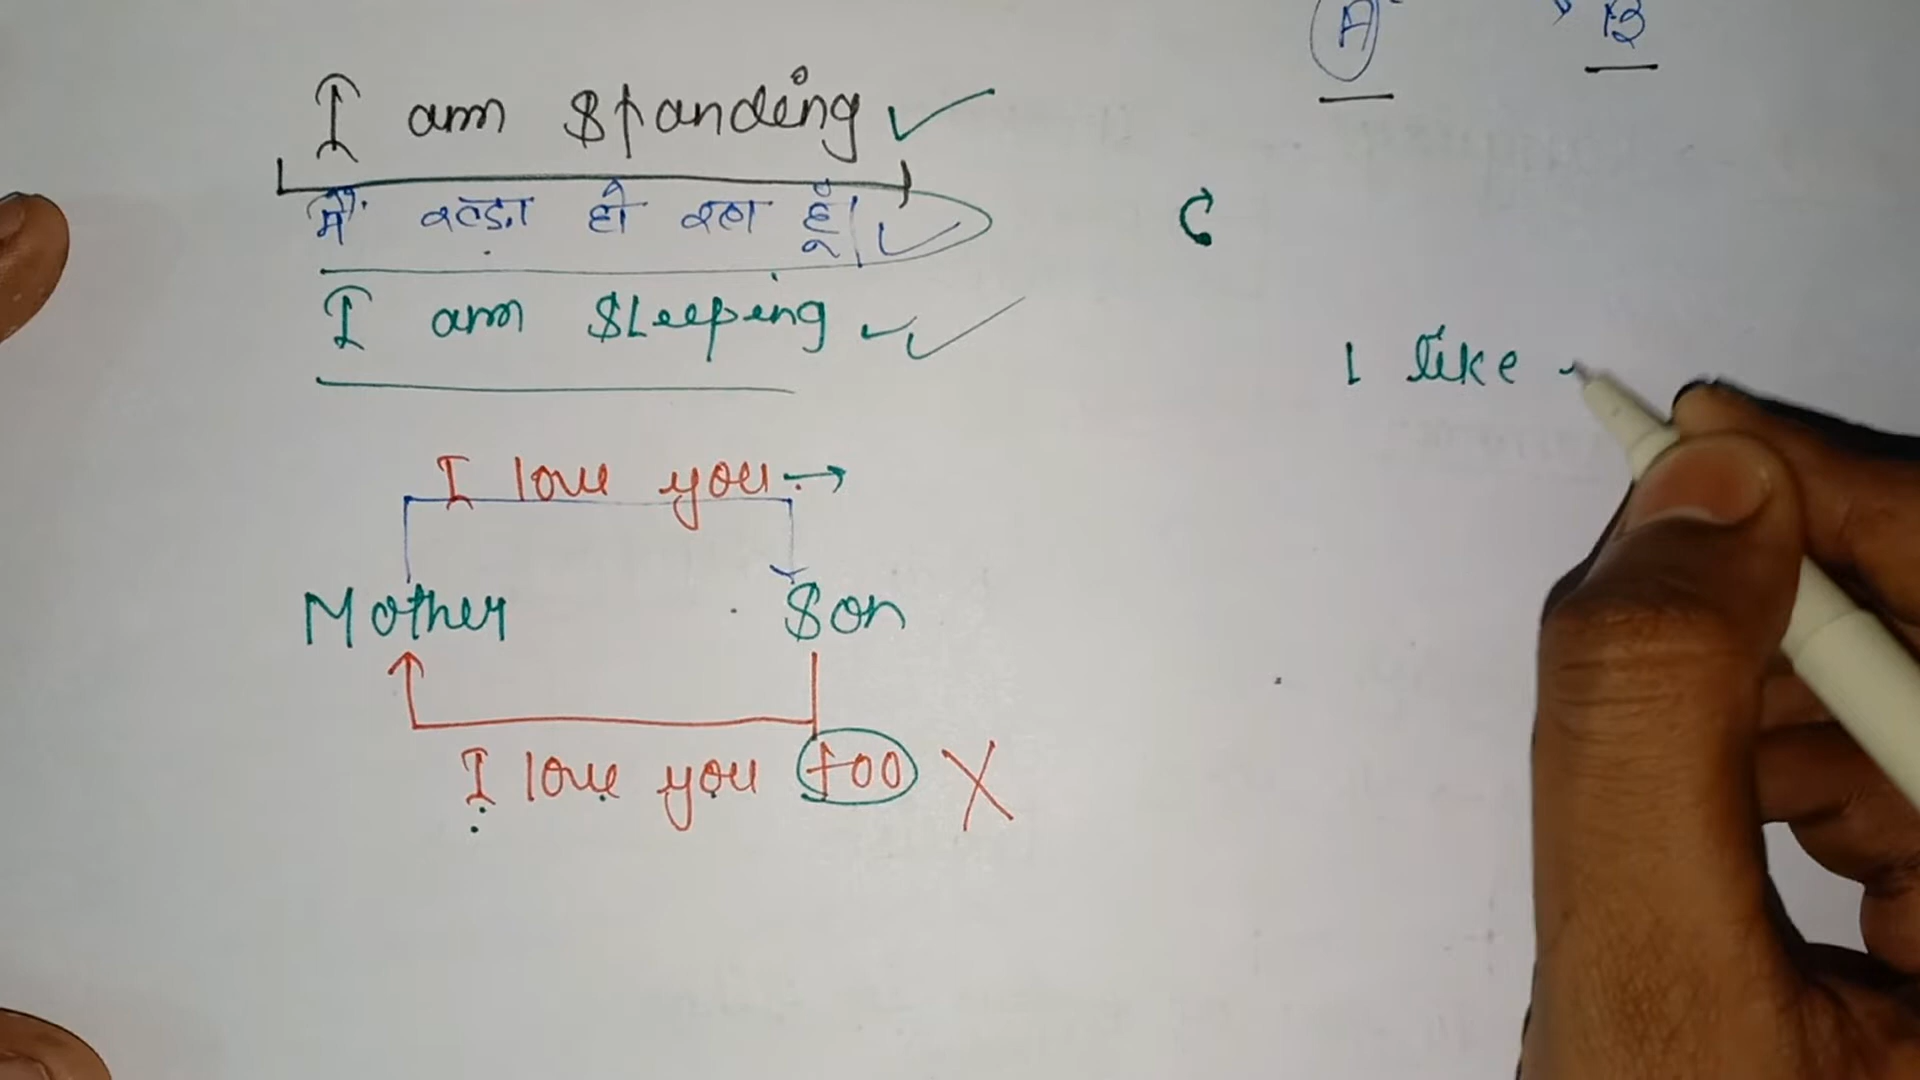 A B
I am Standing
मैं खड़ा हो रहा हूँ।
C
I am Sleeping
I like
I love you →
Mother Son
I love you too X